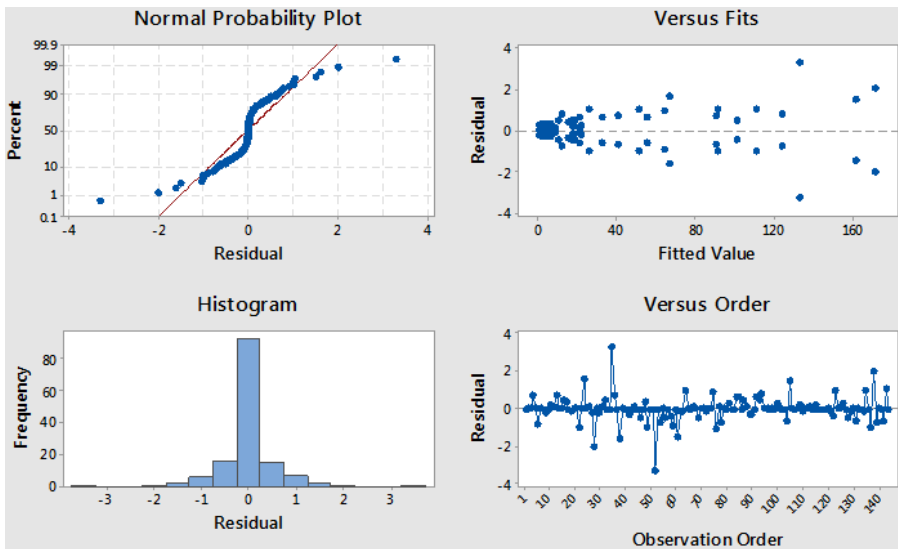 Normal Probability Plot
Percent
99.9
99
90
50
10
1
0.1
-4 -2 0 2 4
Residual
Versus Fits
Residual
4
2
0
-2
-4
0 40 80 120 160
Fitted Value
Histogram
Frequency
80
60
40
20
0
-3 -2 -1 0 1 2 3
Residual
Versus Order
Residual
4
2
0
-2
-4
1 10 20 30 40 50 60 70 80 90 100 110 120 130 140
Observation Order